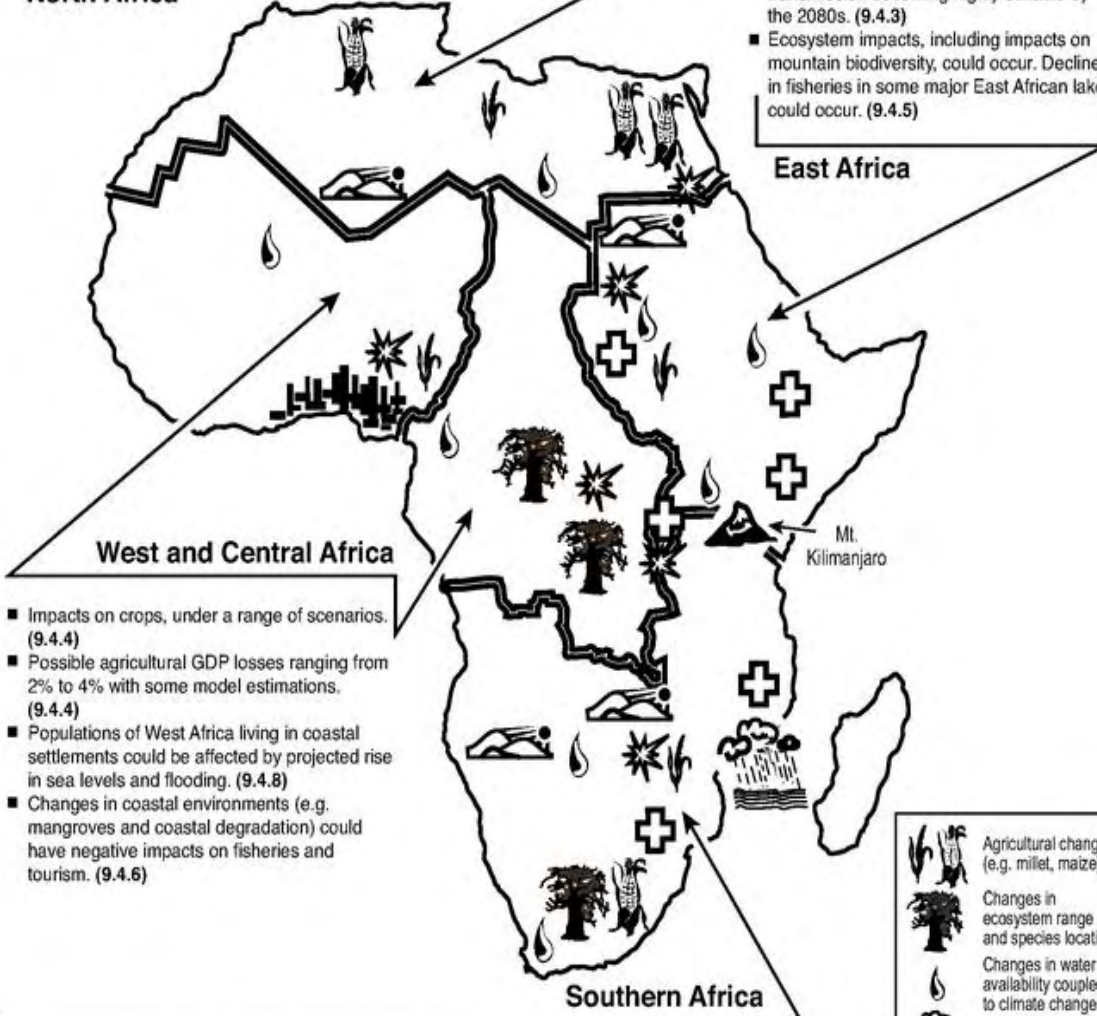 the 2080s. (9.4.3)
■ Ecosystem impacts, including impacts on
mountain biodiversity, could occur. Decline
in fisheries in some major East African lake
could occur. (9.4.5)
East Africa
Mt.
Kilimanjaro
West and Central Africa
■ Impacts on crops, under a range of scenarios.
(9.4.4)
■ Possible agricultural GDP losses ranging from
2% to 4% with some model estimations.
(9.4.4)
■ Populations of West Africa living in coastal
settlements could be affected by projected rise
in sea levels and flooding. (9.4.8)
■ Changes in coastal environments (e.g.
mangroves and coastal degradation) could
have negative impacts on fisheries and
tourism. (9.4.6)
Southern Africa
Agricultural chang
(e.g. millet, maize
Changes in
ecosystem range
and species locati
Changes in water
availability couple
to climate change